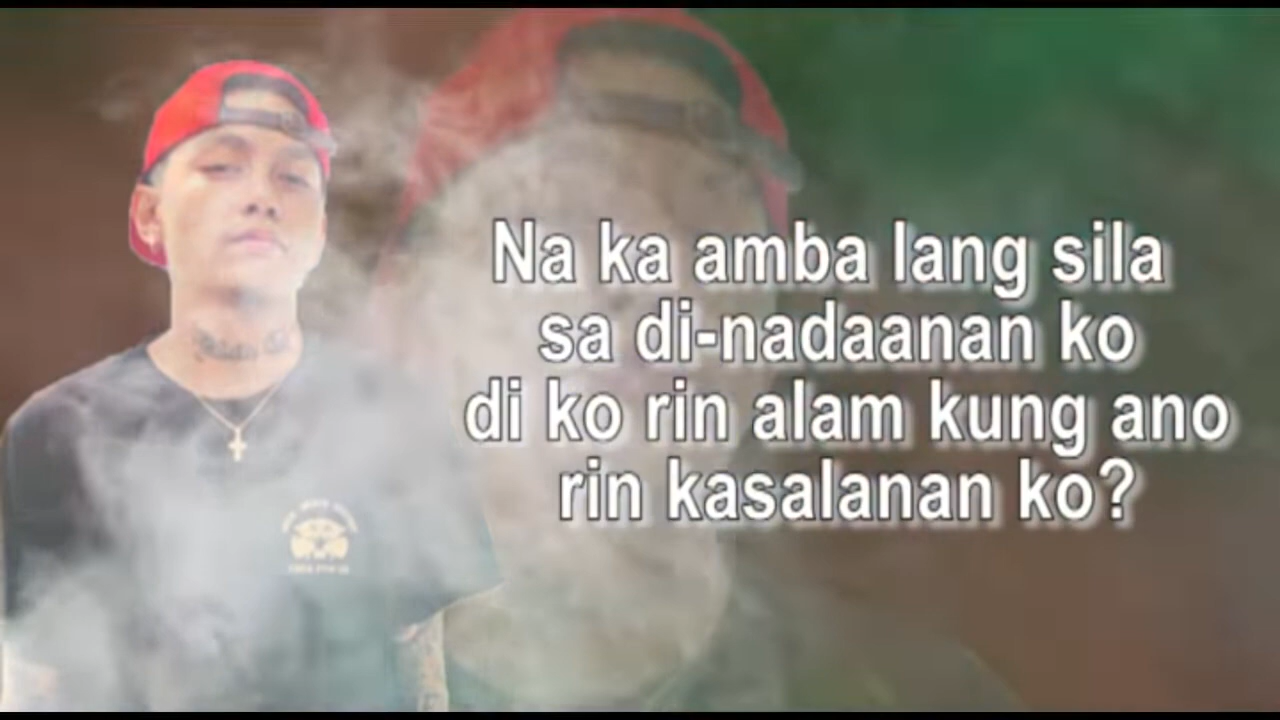 Na ka amba lang sila
sa di-nadaanan ko
di ko rin alam kung ano
rin kasalanan ko?